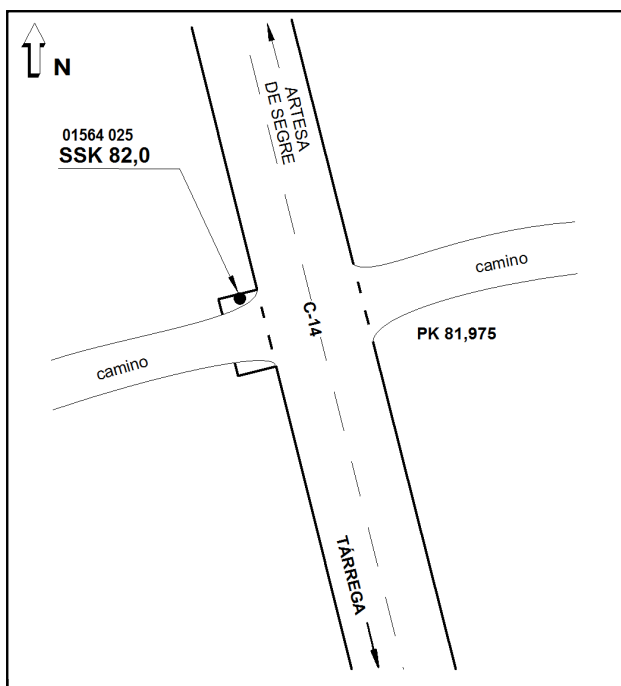 N
ARTESA
DE SEGRE
01564 025
SSK 82,0
camino
C-14
PK 81,975
camino
TÁRREGA